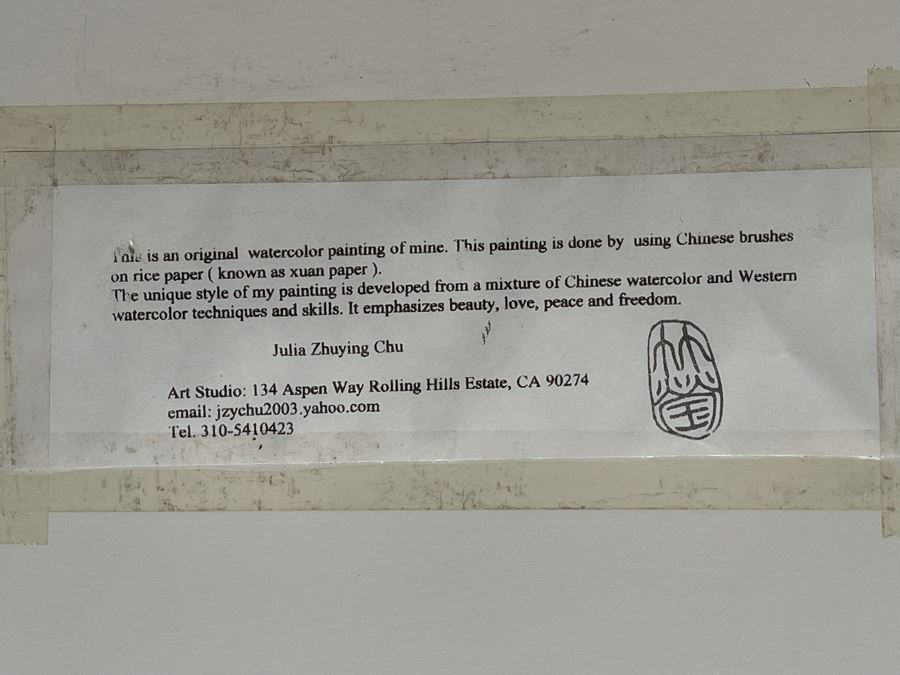 This is an original watercolor painting of mine. This painting is done by using Chinese brushes
on rice paper ( known as xuan paper ).
The unique style of my painting is developed from a mixture of Chinese watercolor and Western
watercolor techniques and skills. It emphasizes beauty, love, peace and freedom.
Julia Zhuying Chu
Art Studio: 134 Aspen Way Rolling Hills Estate, CA 90274
email: jzychu2003.yahoo.com
Tel. 310-5410423